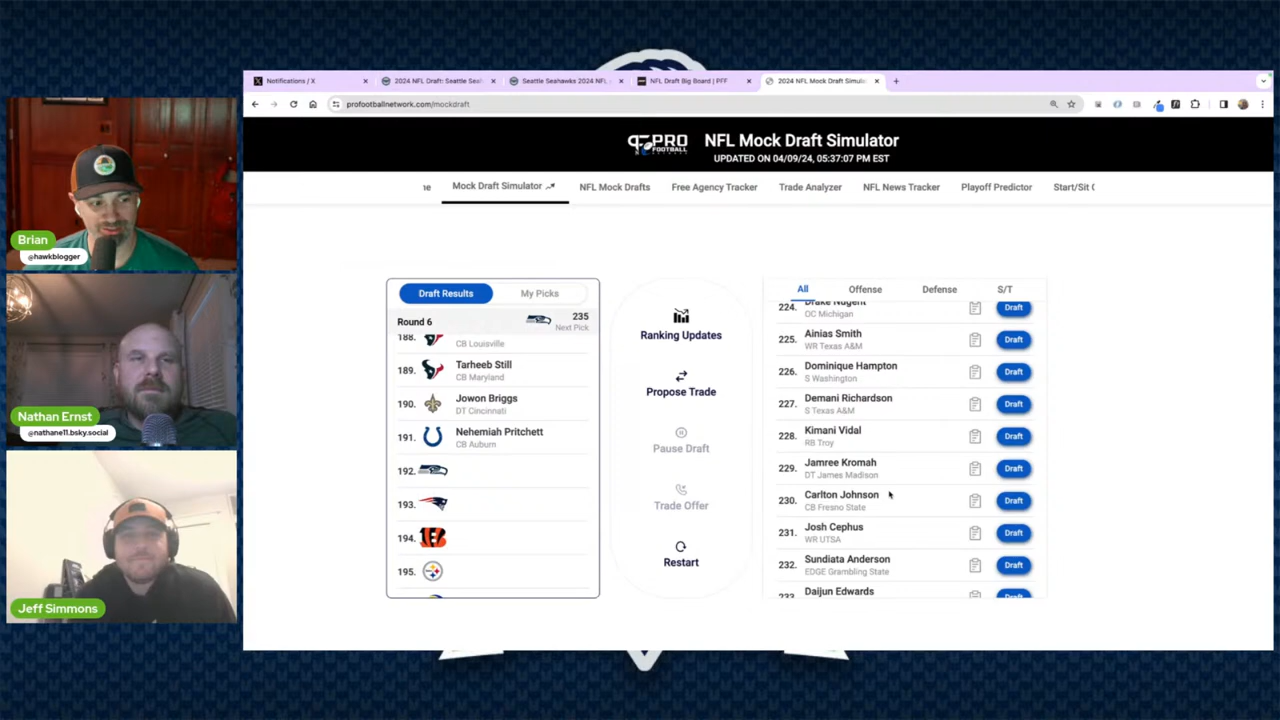 Notifications / X
2024 NFL Draft: Seattle Seah
Seattle Seahawks 2024 NFL
NFL Draft Big Board | PFF
2024 NFL Mock Draft Simula
profootballnetwork.com/mockdraft
PRO FOOTBALL NETWORK
NFL Mock Draft Simulator
UPDATED ON 04/09/24, 05:37:07 PM EST
Mock Draft Simulator
NFL Mock Drafts
Free Agency Tracker
Trade Analyzer
NFL News Tracker
Playoff Predictor
Start/Sit
Brian
@hawkblogger
Nathan Ernst
@nathane11.bsky.social
Jeff Simmons
Draft Results
My Picks
Round 6
235
Next Pick
188.
CB Louisville
189.
Tarheeb Still
CB Maryland
190.
Jowon Briggs
DT Cincinnati
191.
Nehemiah Pritchett
CB Auburn
192.
193.
194.
195.
Ranking Updates
Propose Trade
Pause Draft
Trade Offer
Restart
All
Offense
Defense
S/T
224. Drake Nugent Draft
OC Michigan
225. Ainias Smith Draft
WR Texas A&M
226. Dominique Hampton Draft
S Washington
227. Demani Richardson Draft
S Texas A&M
228. Kimani Vidal Draft
RB Troy
229. Jamree Kromah Draft
DT James Madison
230. Carlton Johnson Draft
CB Fresno State
231. Josh Cephus Draft
WR UTSA
232. Sundiata Anderson Draft
EDGE Grambling State
233. Daijun Edwards Draft